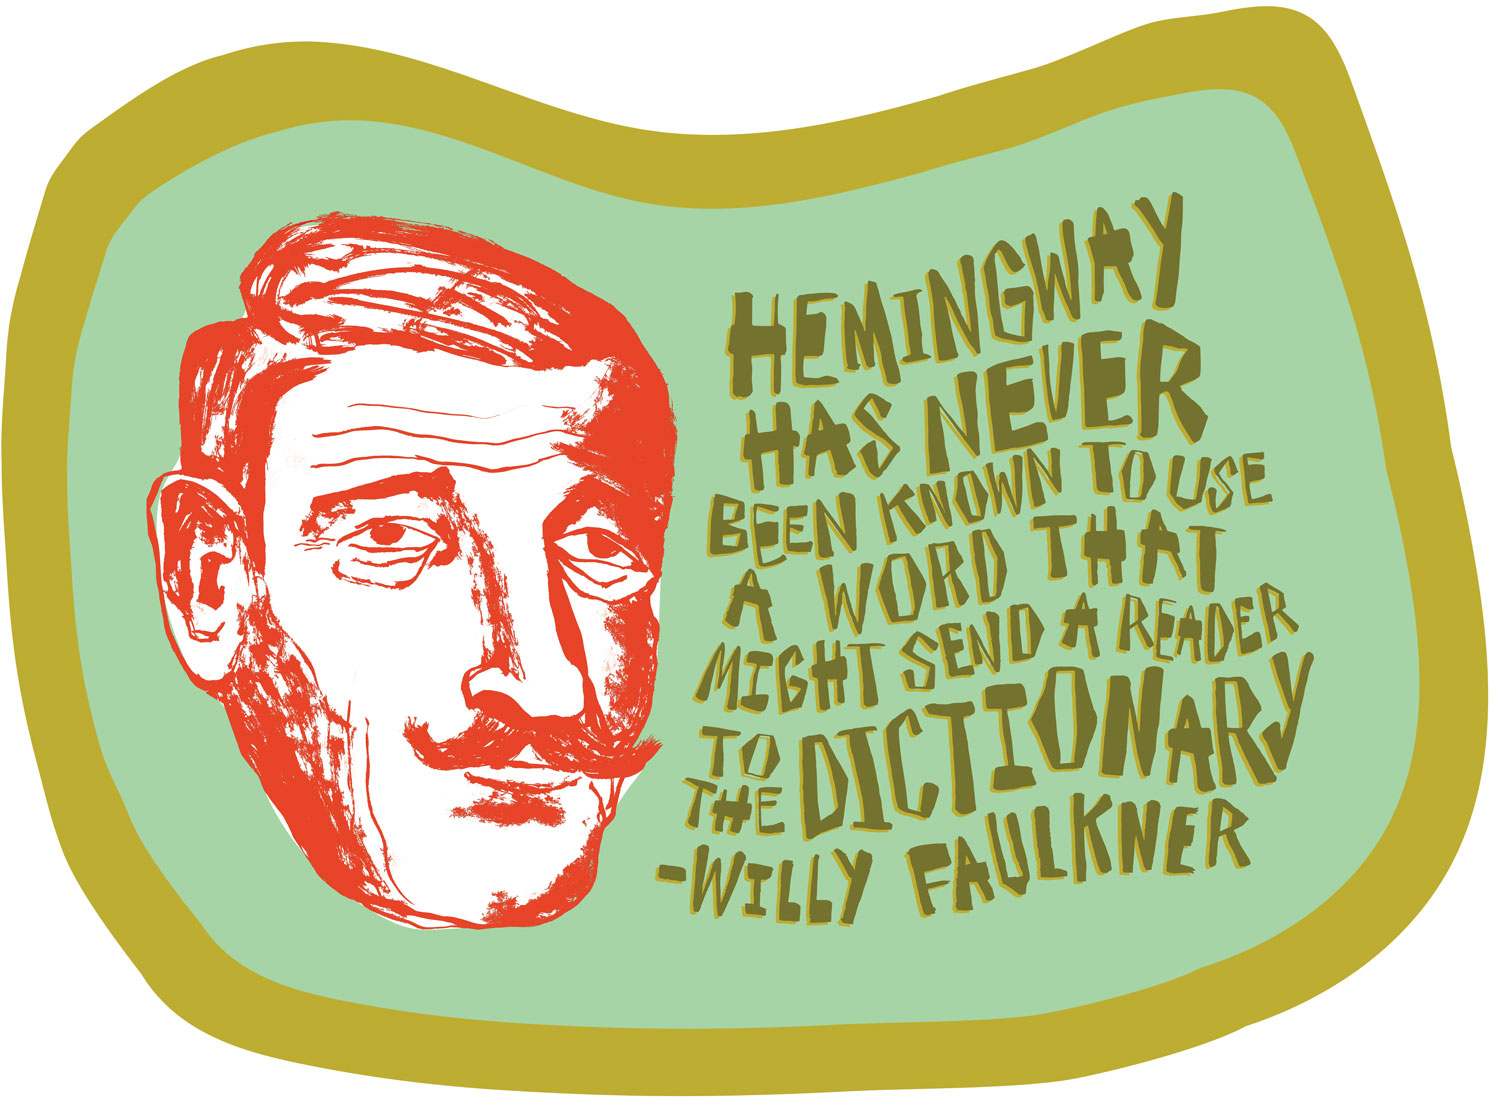 HEMINGWAY
HAS NEVER
BEEN KNOWN TO USE
A WORD THAT
MIGHT SEND A READER
TO
THE DICTIONARY
-WILLY FAULKNER